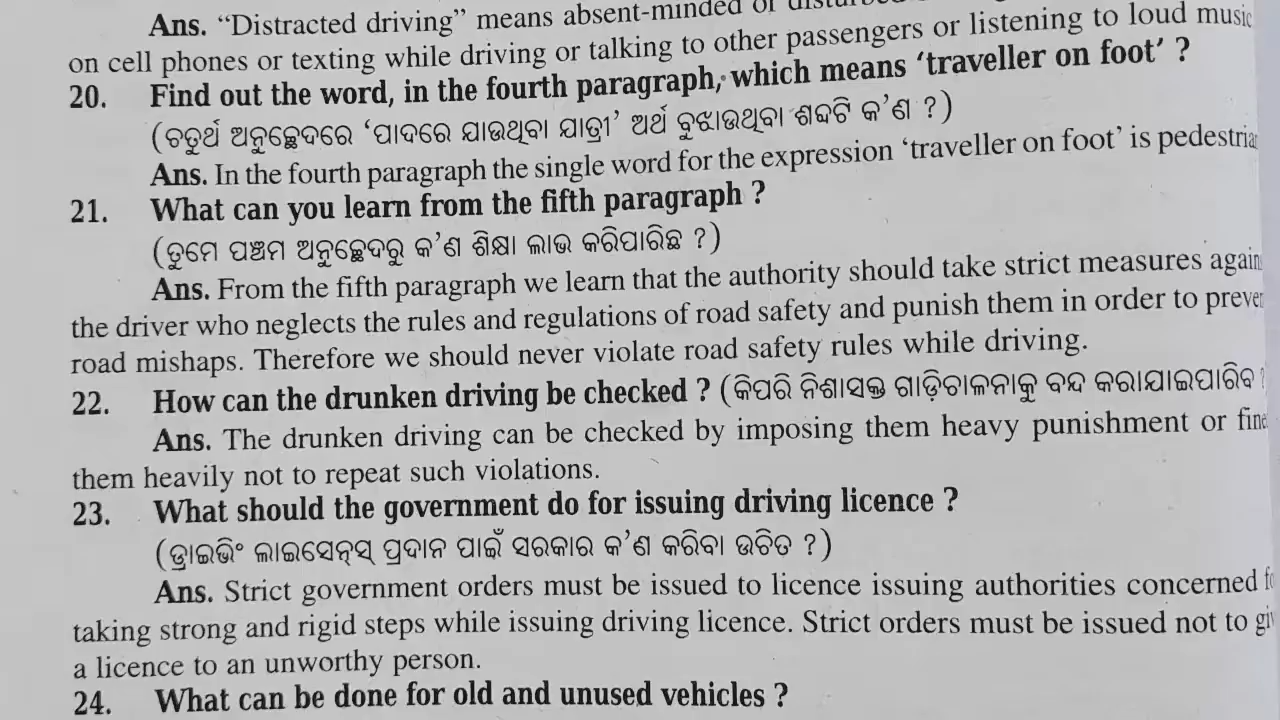 Ans. “Distracted driving” means absent-minded or
on cell phones or texting while driving or talking to other passengers or listening to loud music
20. Find out the word, in the fourth paragraph, which means ‘traveller on foot’ ?
(ଚତୁର୍ଥ ଅନୁଚ୍ଛେଦରେ ‘ପାଦରେ ଯାଉଥିବା ଯାତ୍ରୀ’ ଅର୍ଥ ବୁଝାଉଥିବା ଶବ୍ଦଟି କ’ଣ ?)
Ans. In the fourth paragraph the single word for the expression ‘traveller on foot’ is pedestria
21. What can you learn from the fifth paragraph ?
(ତୁମେ ପଞ୍ଚମ ଅନୁଚ୍ଛେଦରୁ କ’ଣ ଶିକ୍ଷା ଲାଭ କରିପାରିଛ ?)
Ans. From the fifth paragraph we learn that the authority should take strict measures again
the driver who neglects the rules and regulations of road safety and punish them in order to preve
road mishaps. Therefore we should never violate road safety rules while driving.
22. How can the drunken driving be checked ? (କିପରି ନିଶାସକ୍ତ ଗାଡ଼ିଚାଳନାକୁ ବନ୍ଦ କରାଯାଇପାରିବ ?
Ans. The drunken driving can be checked by imposing them heavy punishment or fine
them heavily not to repeat such violations.
23. What should the government do for issuing driving licence ?
(ଡ୍ରାଇଭିଂ ଲାଇସେନ୍ସ୍ ପ୍ରଦାନ ପାଇଁ ସରକାର କ’ଣ କରିବା ଉଚିତ ?)
Ans. Strict government orders must be issued to licence issuing authorities concerned fo
taking strong and rigid steps while issuing driving licence. Strict orders must be issued not to giv
a licence to an unworthy person.
24. What can be done for old and unused vehicles ?